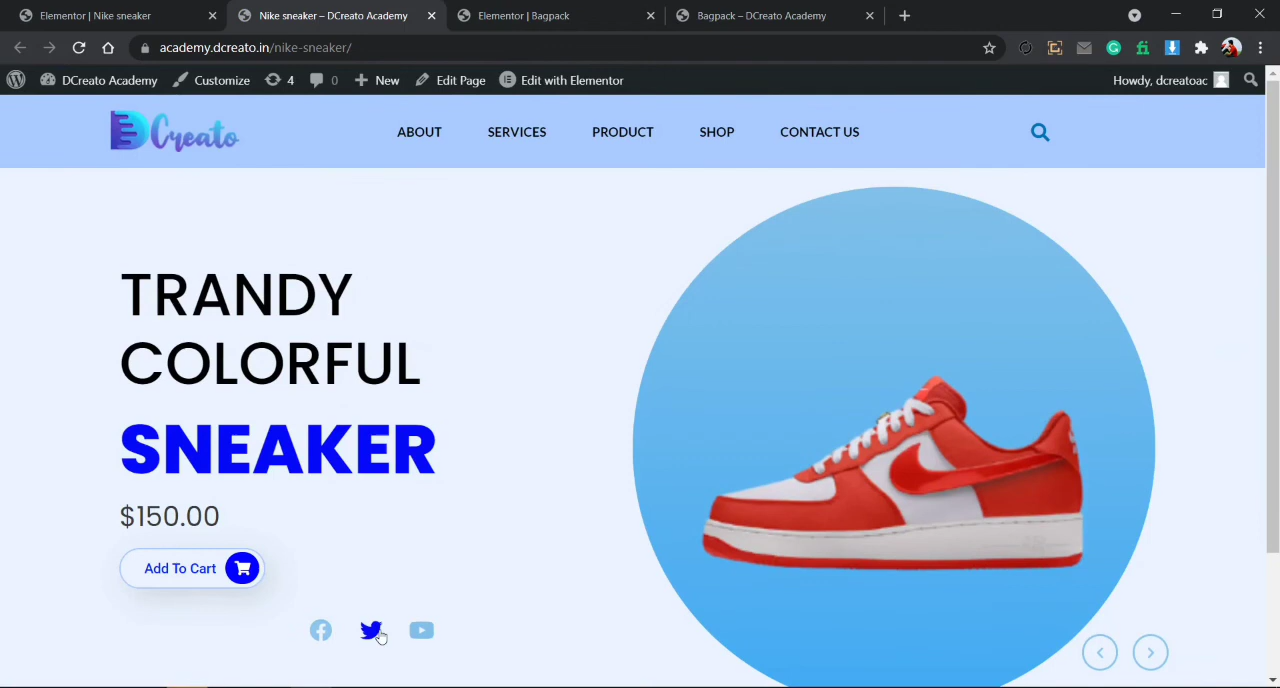 Elementor | Nike sneaker
Nike sneaker – DCreato Academy
Elementor | Bagpack
Bagpack – DCreato Academy
academy.dcreato.in/nike-sneaker/
DCreato Academy
Customize
4
0
New
Edit Page
Edit with Elementor
Howdy, dcreatoac
DCreato
ABOUT
SERVICES
PRODUCT
SHOP
CONTACT US
TRANDY
COLORFUL
SNEAKER
$150.00
Add To Cart